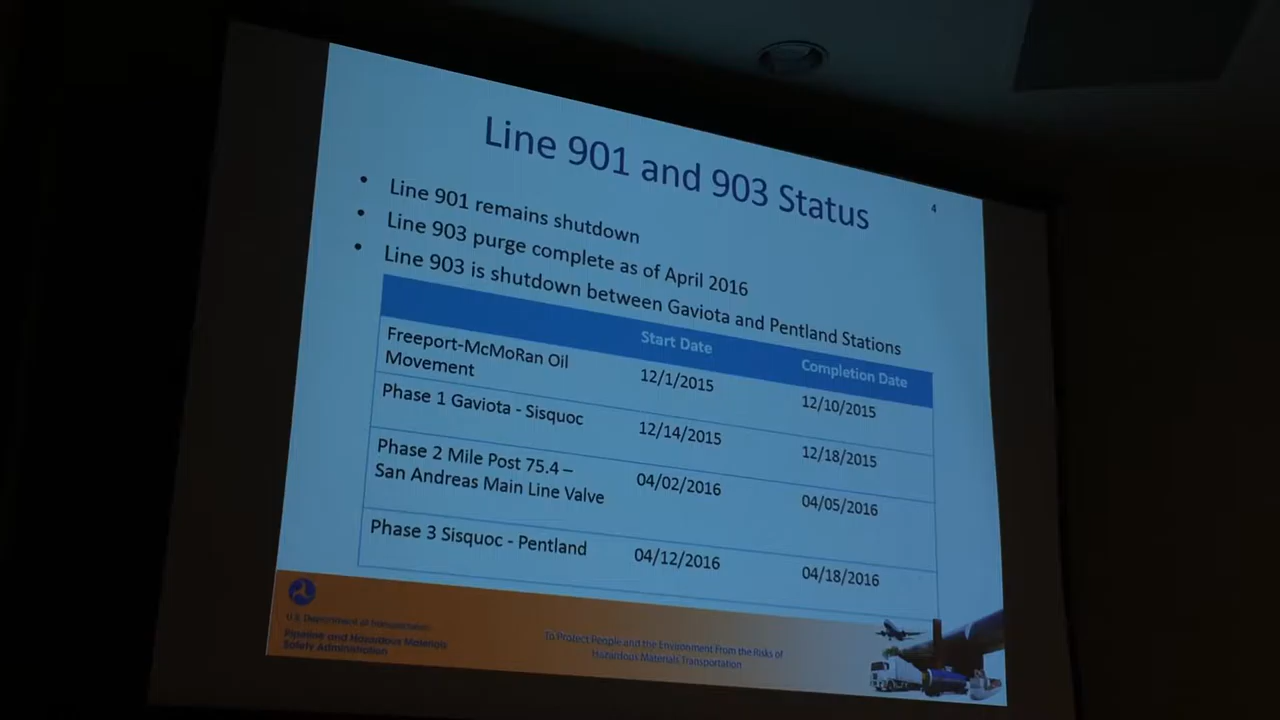 Line 901 and 903 Status
4
• Line 901 remains shutdown
• Line 903 purge complete as of April 2016
• Line 903 is shutdown between Gaviota and Pentland Stations
Start Date Completion Date
Freeport-McMoRan Oil
Movement 12/1/2015 12/10/2015
Phase 1 Gaviota - Sisquoc 12/14/2015 12/18/2015
Phase 2 Mile Post 75.4 –
San Andreas Main Line Valve 04/02/2016 04/05/2016
Phase 3 Sisquoc - Pentland 04/12/2016 04/18/2016
U.S. Department of Transportation
Pipeline and Hazardous Materials
Safety Administration
To Protect People and the Environment From the Risks of
Hazardous Materials Transportation